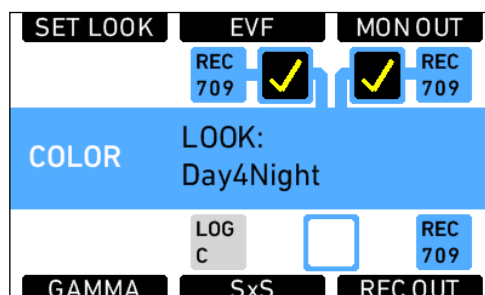 SET LOOK EVF MON OUT
REC REC
709 709
LOOK:
COLOR
Day4Night
LOG REC
C 709
GAMMA SxS REC OUT